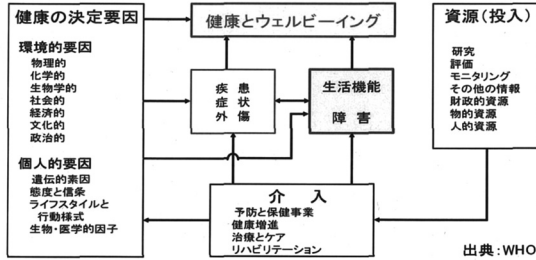 健康の決定要因
環境的要因
物理的
化学的
生物学的
社会的
経済的
文化的
政治的
個人的要因
遺伝的素因
態度と信条
ライフスタイルと
行動様式
生物・医学的因子
健康とウェルビーイング
疾患
症状
外傷
生活機能
障害
介入
予防と保健事業
健康増進
治療とケア
リハビリテーション
資源(投入)
研究
評価
モニタリング
その他の情報
財政的資源
物的資源
人的資源
出典:WHO